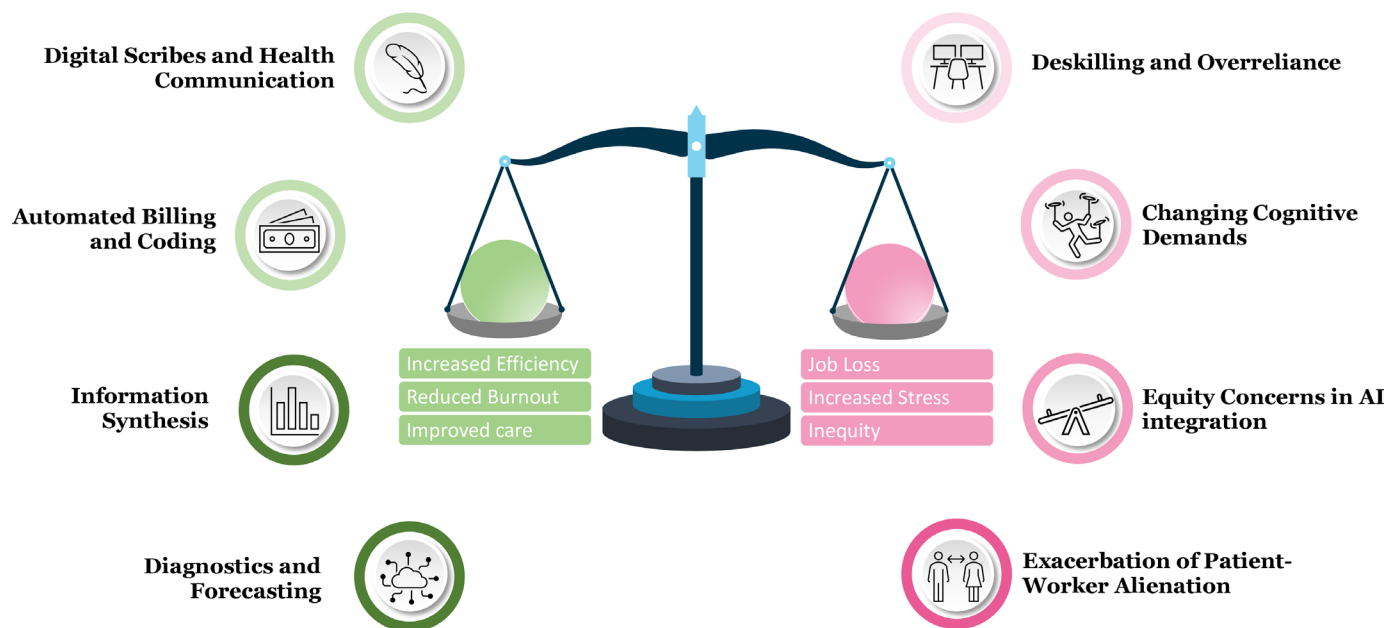 Digital Scribes and Health
Communication
Automated Billing
and Coding
Information
Synthesis
Diagnostics and
Forecasting
Increased Efficiency
Reduced Burnout
Improved care
Job Loss
Increased Stress
Inequity
Deskilling and Overreliance
Changing Cognitive
Demands
Equity Concerns in AI
integration
Exacerbation of Patient-
Worker Alienation